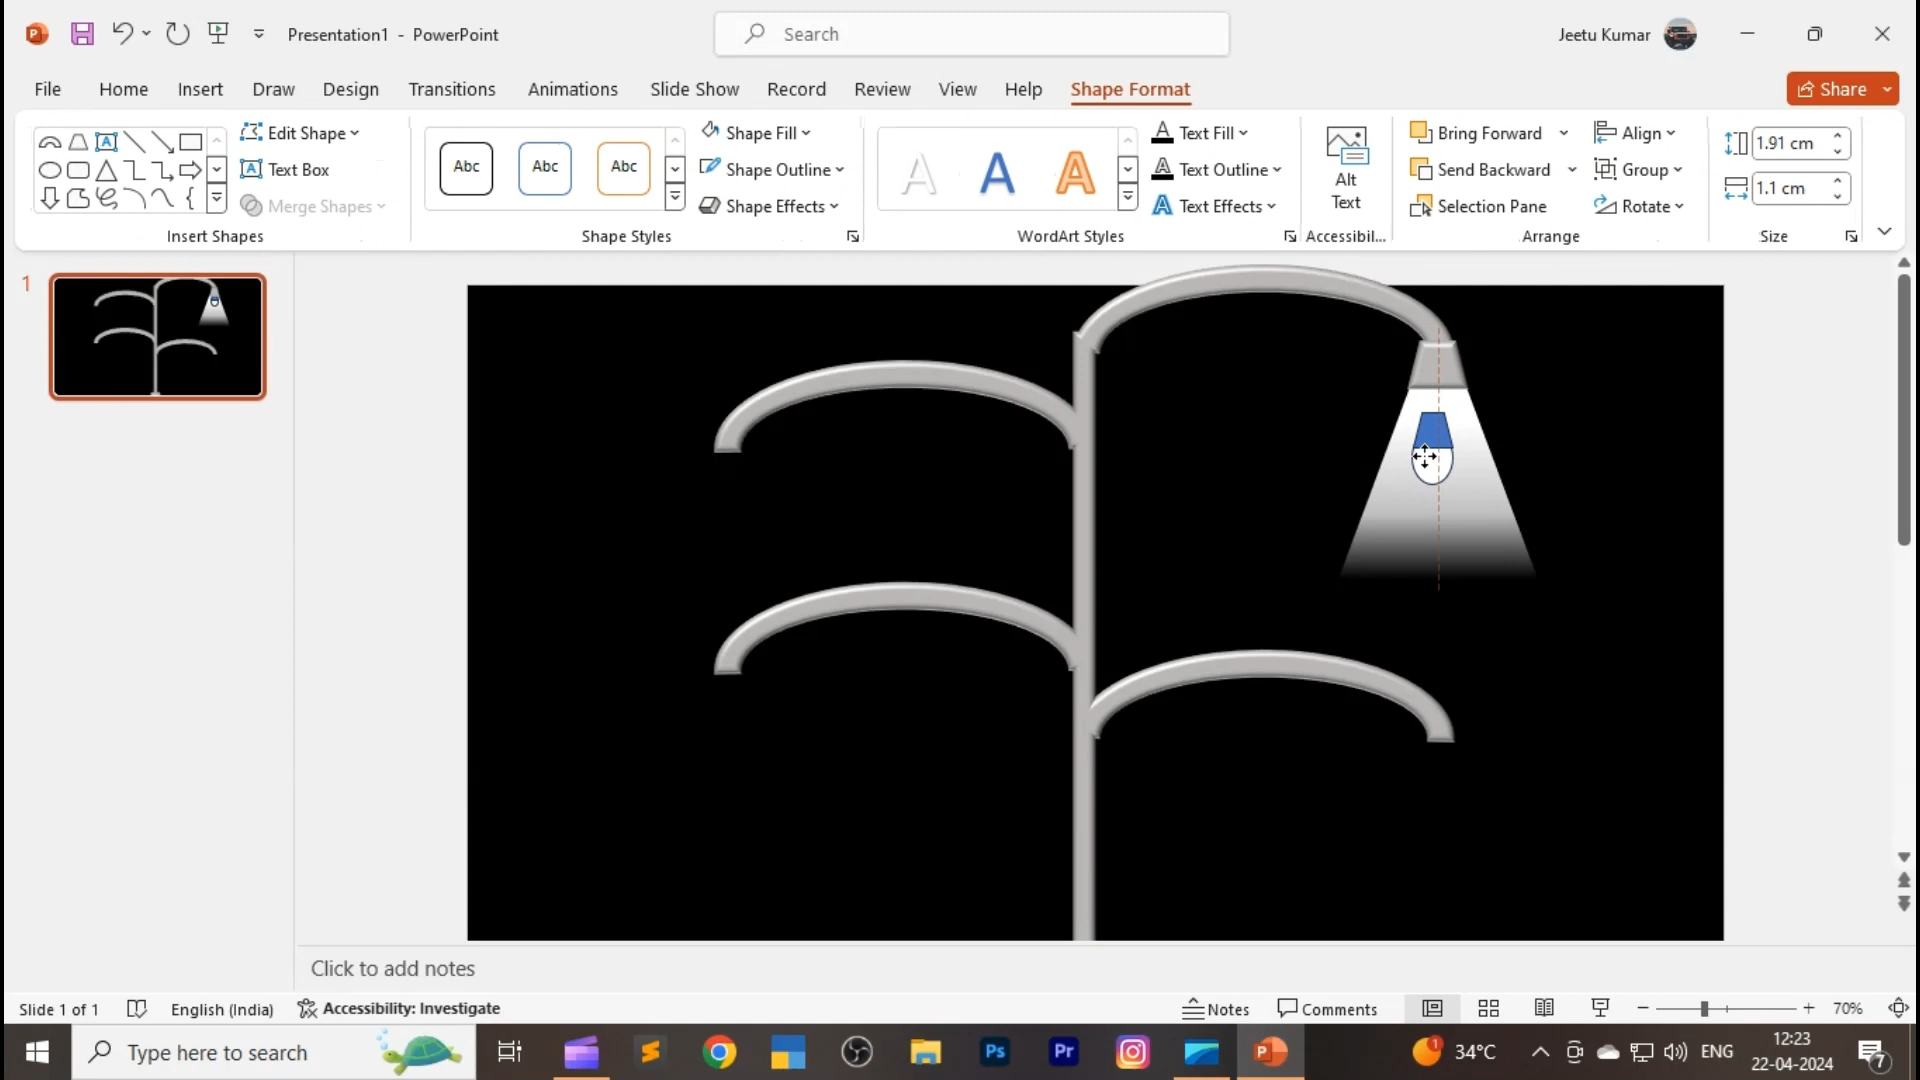 Presentation1 - PowerPoint
Search
Jeetu Kumar
File Home Insert Draw Design Transitions Animations Slide Show Record Review View Help Shape Format
Share
Edit Shape
Text Box
Merge Shapes
Insert Shapes
Abc Abc Abc
Shape Fill
Shape Outline
Shape Effects
Shape Styles
A A A
Text Fill
Text Outline
Text Effects
WordArt Styles
Alt
Text
Accessibil...
Bring Forward
Send Backward
Selection Pane
Align
Group
Rotate
Arrange
1.91 cm
1.1 cm
Size
1
Click to add notes
Slide 1 of 1 English (India) Accessibility: Investigate Notes Comments 70%
Type here to search
Ps
Pr
1
34°C
ENG
12:23
22-04-2024
7